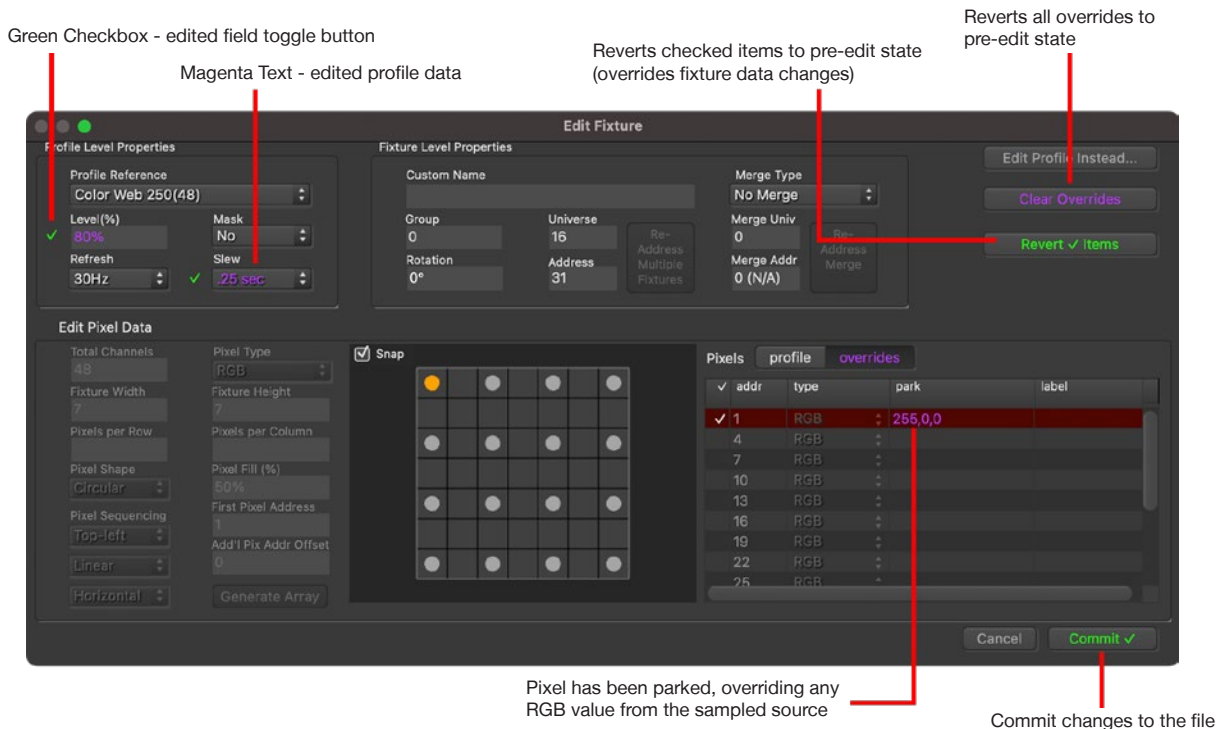 Reverts all overrides to
pre-edit state
Green Checkbox - edited field toggle button
Reverts checked items to pre-edit state
(overrides fixture data changes)
Magenta Text - edited profile data
Edit Fixture
Profile Level Properties
Fixture Level Properties
Edit Profile Instead...
Profile Reference
Color Web 250(48)
Custom Name
Merge Type
No Merge
Clear Overrides
Level(%)
Mask
✓ 80%
No
Group
Universe
Merge Univ
0
16
0
Re-
Address
Multiple
Fixtures
Re-
Address
Merge
Revert ✓ Items
Refresh
Slew
30Hz
✓ .25 sec
Rotation
Address
Merge Addr
0°
31
0 (N/A)
Edit Pixel Data
Total Channels
Pixel Type
48
RGB
Fixture Width
Fixture Height
7
7
Pixels per Row
Pixels per Column
Pixel Shape
Pixel Fill (%)
Circular
50%
Pixel Sequencing
First Pixel Address
Top-left
1
Add'l Pix Addr Offset
Linear
0
Horizontal
Generate Array
✓ Snap
Pixels profile overrides
✓ addr type park label
✓ 1 RGB 255,0,0
4 RGB
7 RGB
10 RGB
13 RGB
16 RGB
19 RGB
22 RGB
25 RGB
Cancel
Commit ✓
Pixel has been parked, overriding any
RGB value from the sampled source
Commit changes to the file